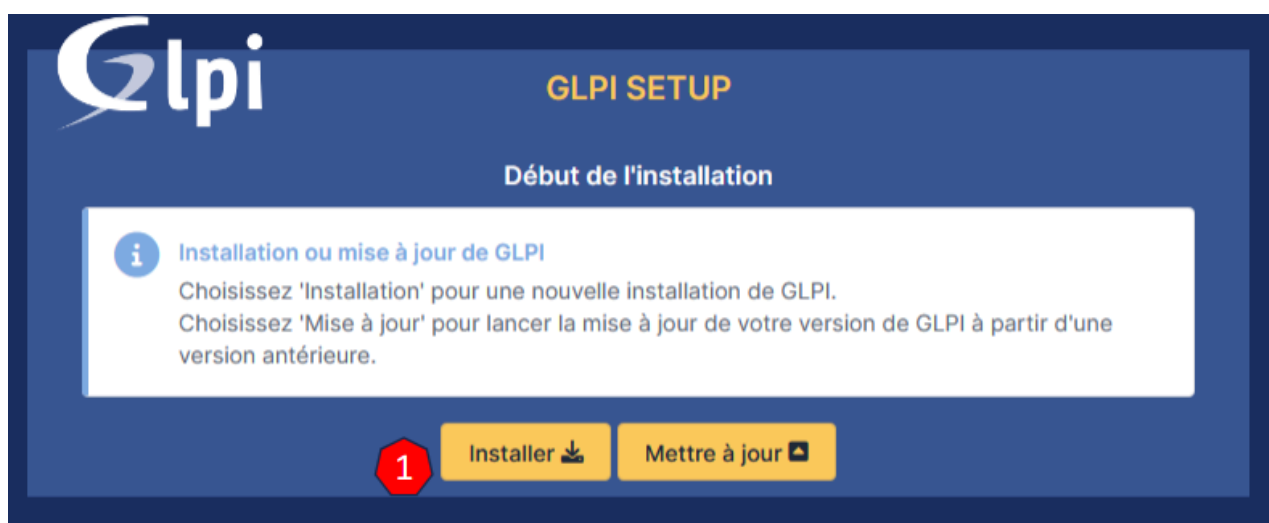 Glpi
GLPI SETUP
Début de l'installation
Installation ou mise à jour de GLPI
Choisissez 'Installation' pour une nouvelle installation de GLPI.
Choisissez 'Mise à jour' pour lancer la mise à jour de votre version de GLPI à partir d'une
version antérieure.
1
Installer
Mettre à jour